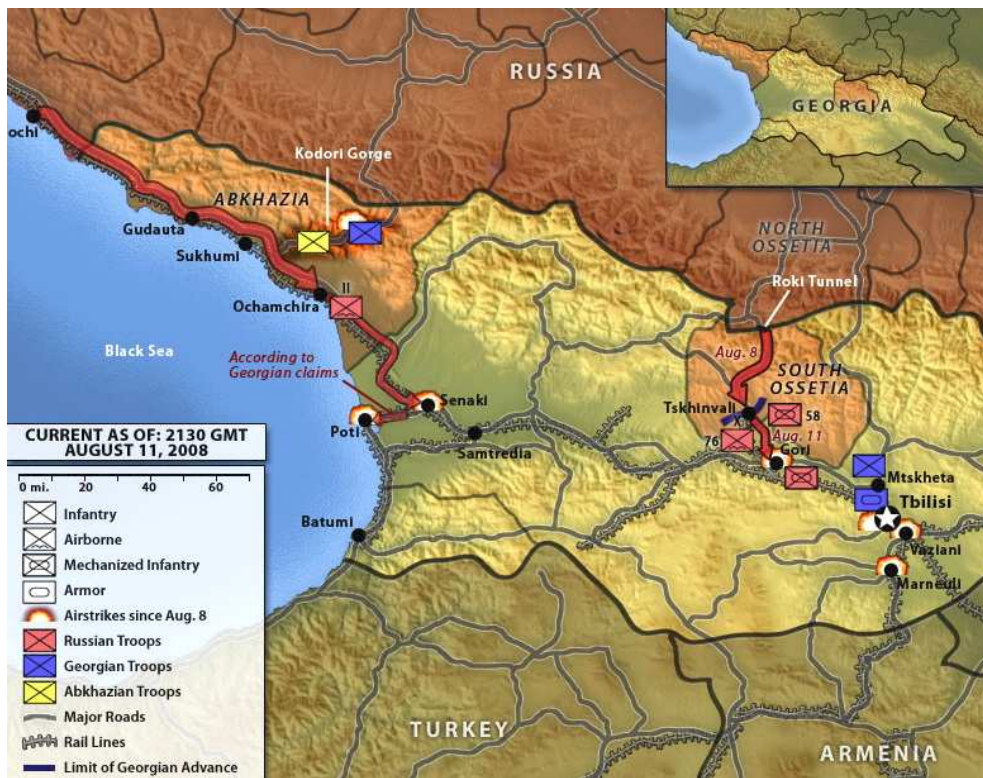 RUSSIA
GEORGIA
ochi
Kodori Gorge
ABKHAZIA
Gudauta
Sukhumi
NORTH
OSSETIA
Roki Tunnel
II
Ochamchira
Black Sea
According to
Georgian claims
Aug. 8
SOUTH
OSSETIA
Senaki
Tskhinvali
X
58
Poti
76
Aug. 11
Gori
Samtredia
Mtskheta
Tbilisi
Batumi
Vaziani
Marneuli
TURKEY
ARMENIA
CURRENT AS OF: 2130 GMT
AUGUST 11, 2008
0 mi. 20 40 60
Infantry
Airborne
Mechanized Infantry
Armor
Airstrikes since Aug. 8
Russian Troops
Georgian Troops
Abkhazian Troops
Major Roads
Rail Lines
Limit of Georgian Advance